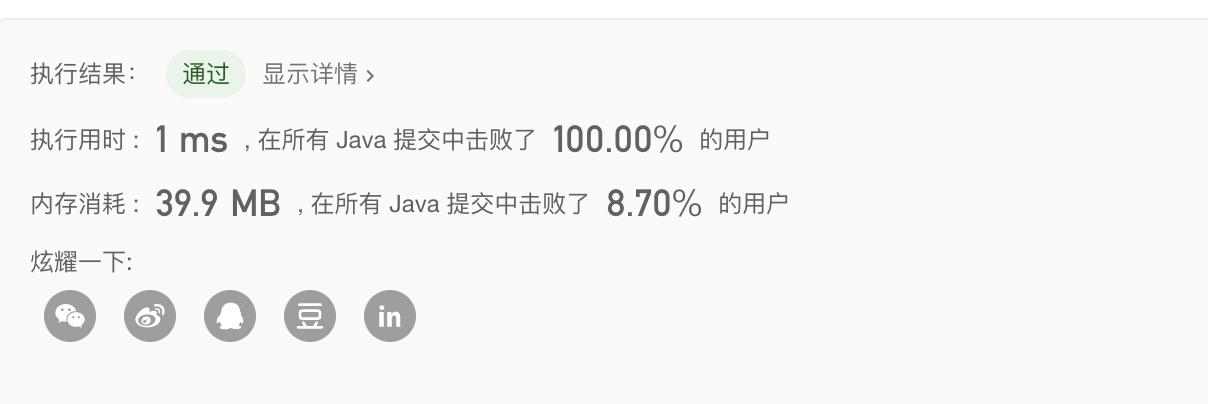 执行结果： 通过 显示详情 ›
执行用时 : 1 ms , 在所有 Java 提交中击败了 100.00% 的用户
内存消耗 : 39.9 MB , 在所有 Java 提交中击败了 8.70% 的用户
炫耀一下:
豆 in